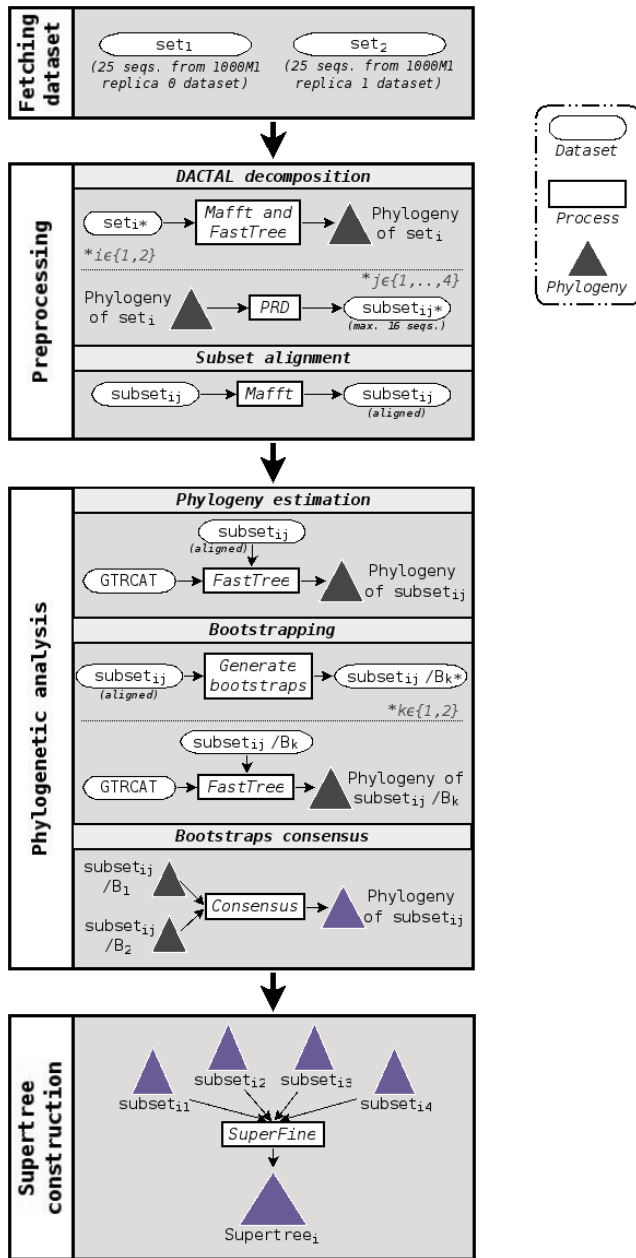 Fetching
dataset
set₁
(25 seqs. from 1000M1
replica 0 dataset)
set₂
(25 seqs. from 1000M1
replica 1 dataset)
Dataset
Process
Phylogeny
Preprocessing
DACTAL decomposition
setᵢ*
Mafft and
FastTree
Phylogeny
of setᵢ
*iϵ{1,2}
*jϵ{1,..,4}
Phylogeny
of setᵢ
PRD
subsetᵢⱼ*
(max. 16 seqs.)
Subset alignment
subsetᵢⱼ
Mafft
subsetᵢⱼ
(aligned)
Phylogenetic analysis
Phylogeny estimation
subsetᵢⱼ
(aligned)
GTRCAT
FastTree
Phylogeny
of subsetᵢⱼ
Bootstrapping
subsetᵢⱼ
(aligned)
Generate
bootstraps
subsetᵢⱼ/Bₖ*
*kϵ{1,2}
subsetᵢⱼ/Bₖ
GTRCAT
FastTree
Phylogeny of
subsetᵢⱼ/Bₖ
Bootstraps consensus
subsetᵢⱼ
/B₁
subsetᵢⱼ
/B₂
Consensus
Phylogeny
of subsetᵢⱼ
Supertree
construction
subsetᵢ₁
subsetᵢ₂
subsetᵢ₃
subsetᵢ₄
SuperFine
Supertreeᵢ